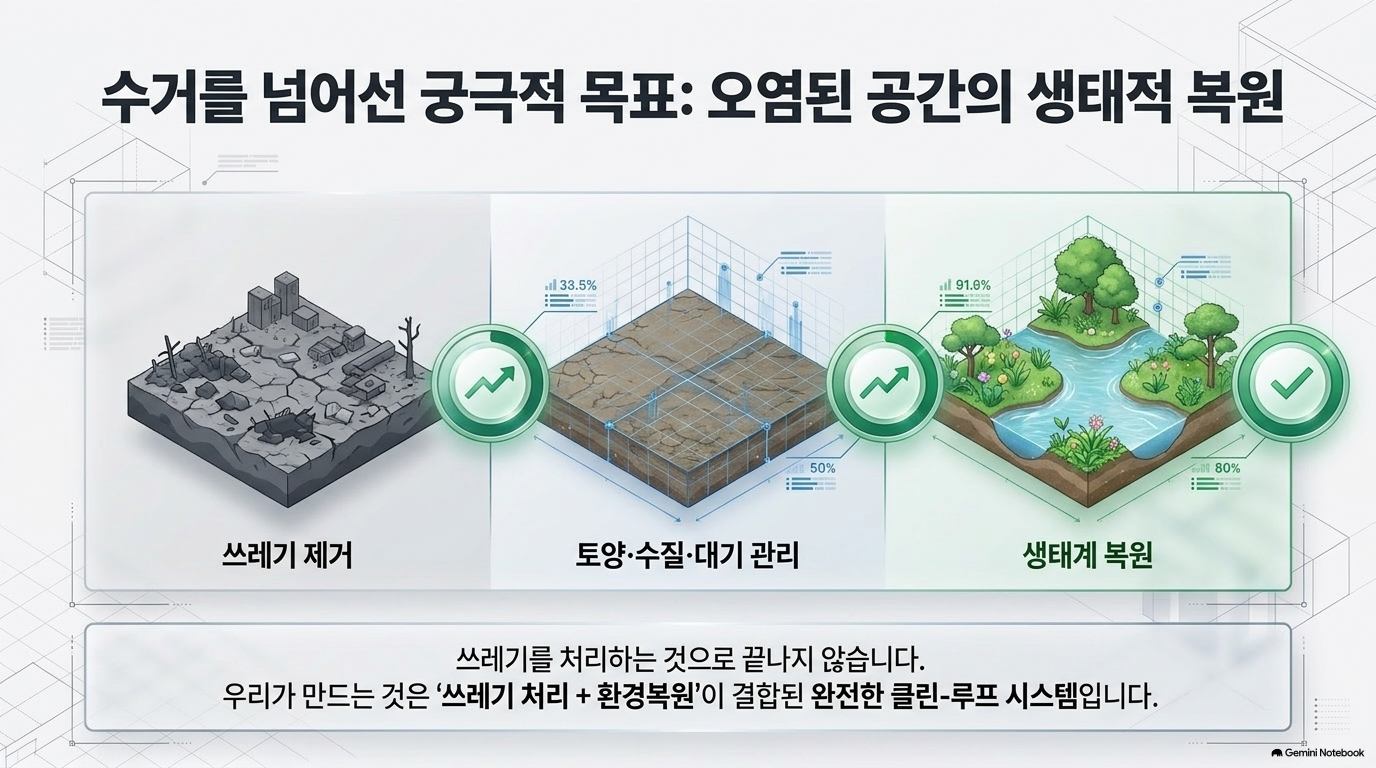 수거를 넘어선 궁극적 목표: 오염된 공간의 생태적 복원
33.5%
91.0%
50%
80%
쓰레기 제거
토양·수질·대기 관리
생태계 복원
쓰레기를 처리하는 것으로 끝나지 않습니다.
우리가 만드는 것은 ‘쓰레기 처리 + 환경복원’이 결합된 완전한 클린-루프 시스템입니다.
Gemini Notebook